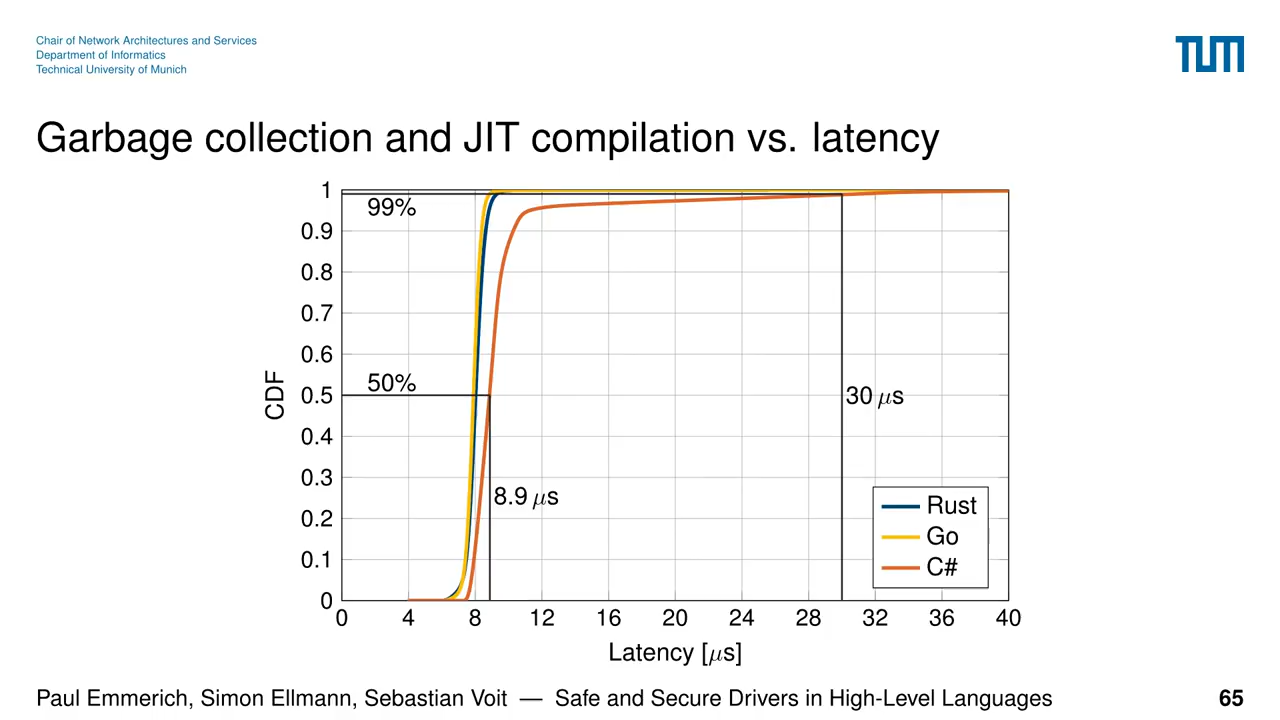 Chair of Network Architectures and Services
Department of Informatics
Technical University of Munich
TUM
Garbage collection and JIT compilation vs. latency
1
99%
0.9
0.8
0.7
0.6
50%
0.5
CDF
30 μs
0.4
0.3
8.9 μs
0.2
0.1
0
Rust
Go
C#
0 4 8 12 16 20 24 28 32 36 40
Latency [μs]
Paul Emmerich, Simon Ellmann, Sebastian Voit — Safe and Secure Drivers in High-Level Languages 65